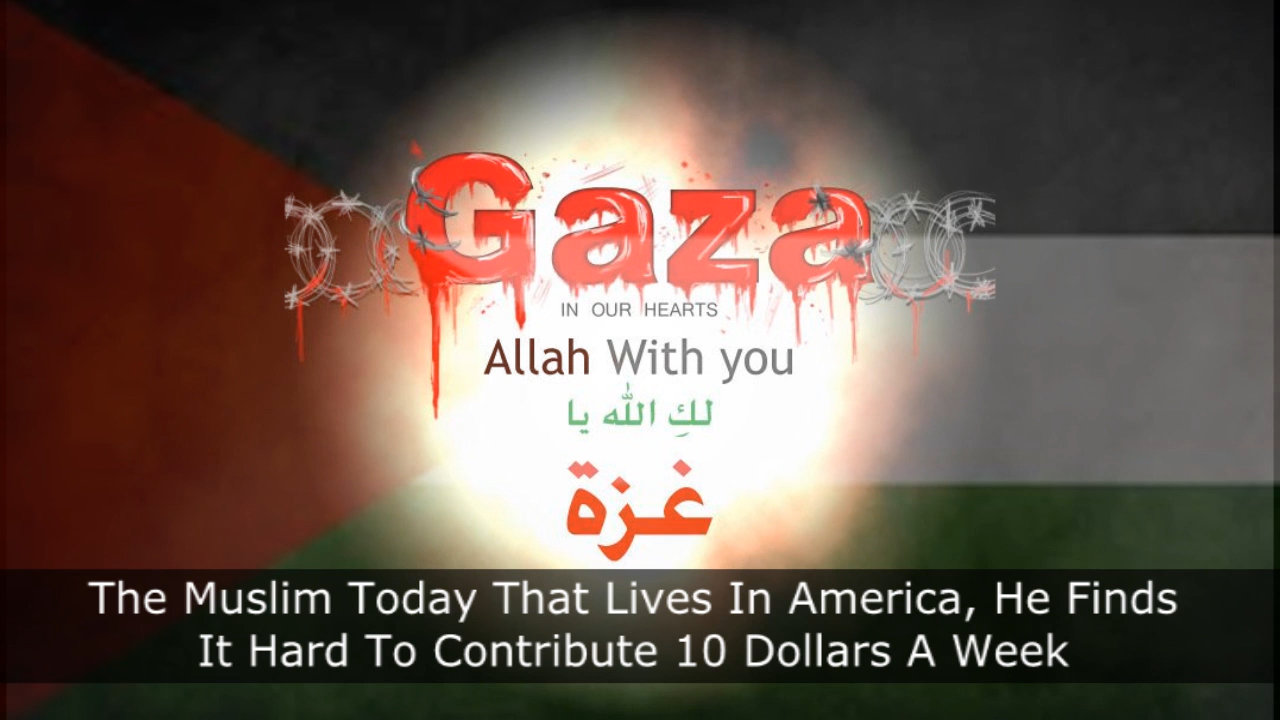 Gaza
IN OUR HEARTS
Allah With you
لكِ الله يا
غزة
The Muslim Today That Lives In America, He Finds
It Hard To Contribute 10 Dollars A Week